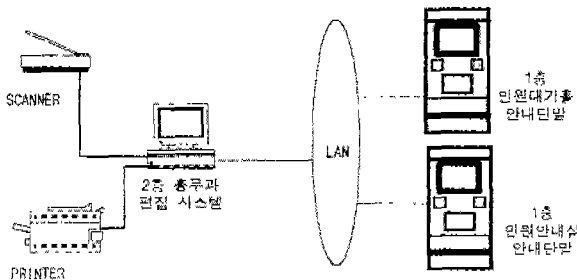 SCANNER
PRINTER
2층 총무과
편집 시스템
LAN
1층
민원대기홀
안내단말
1층
민원안내실
안내단말